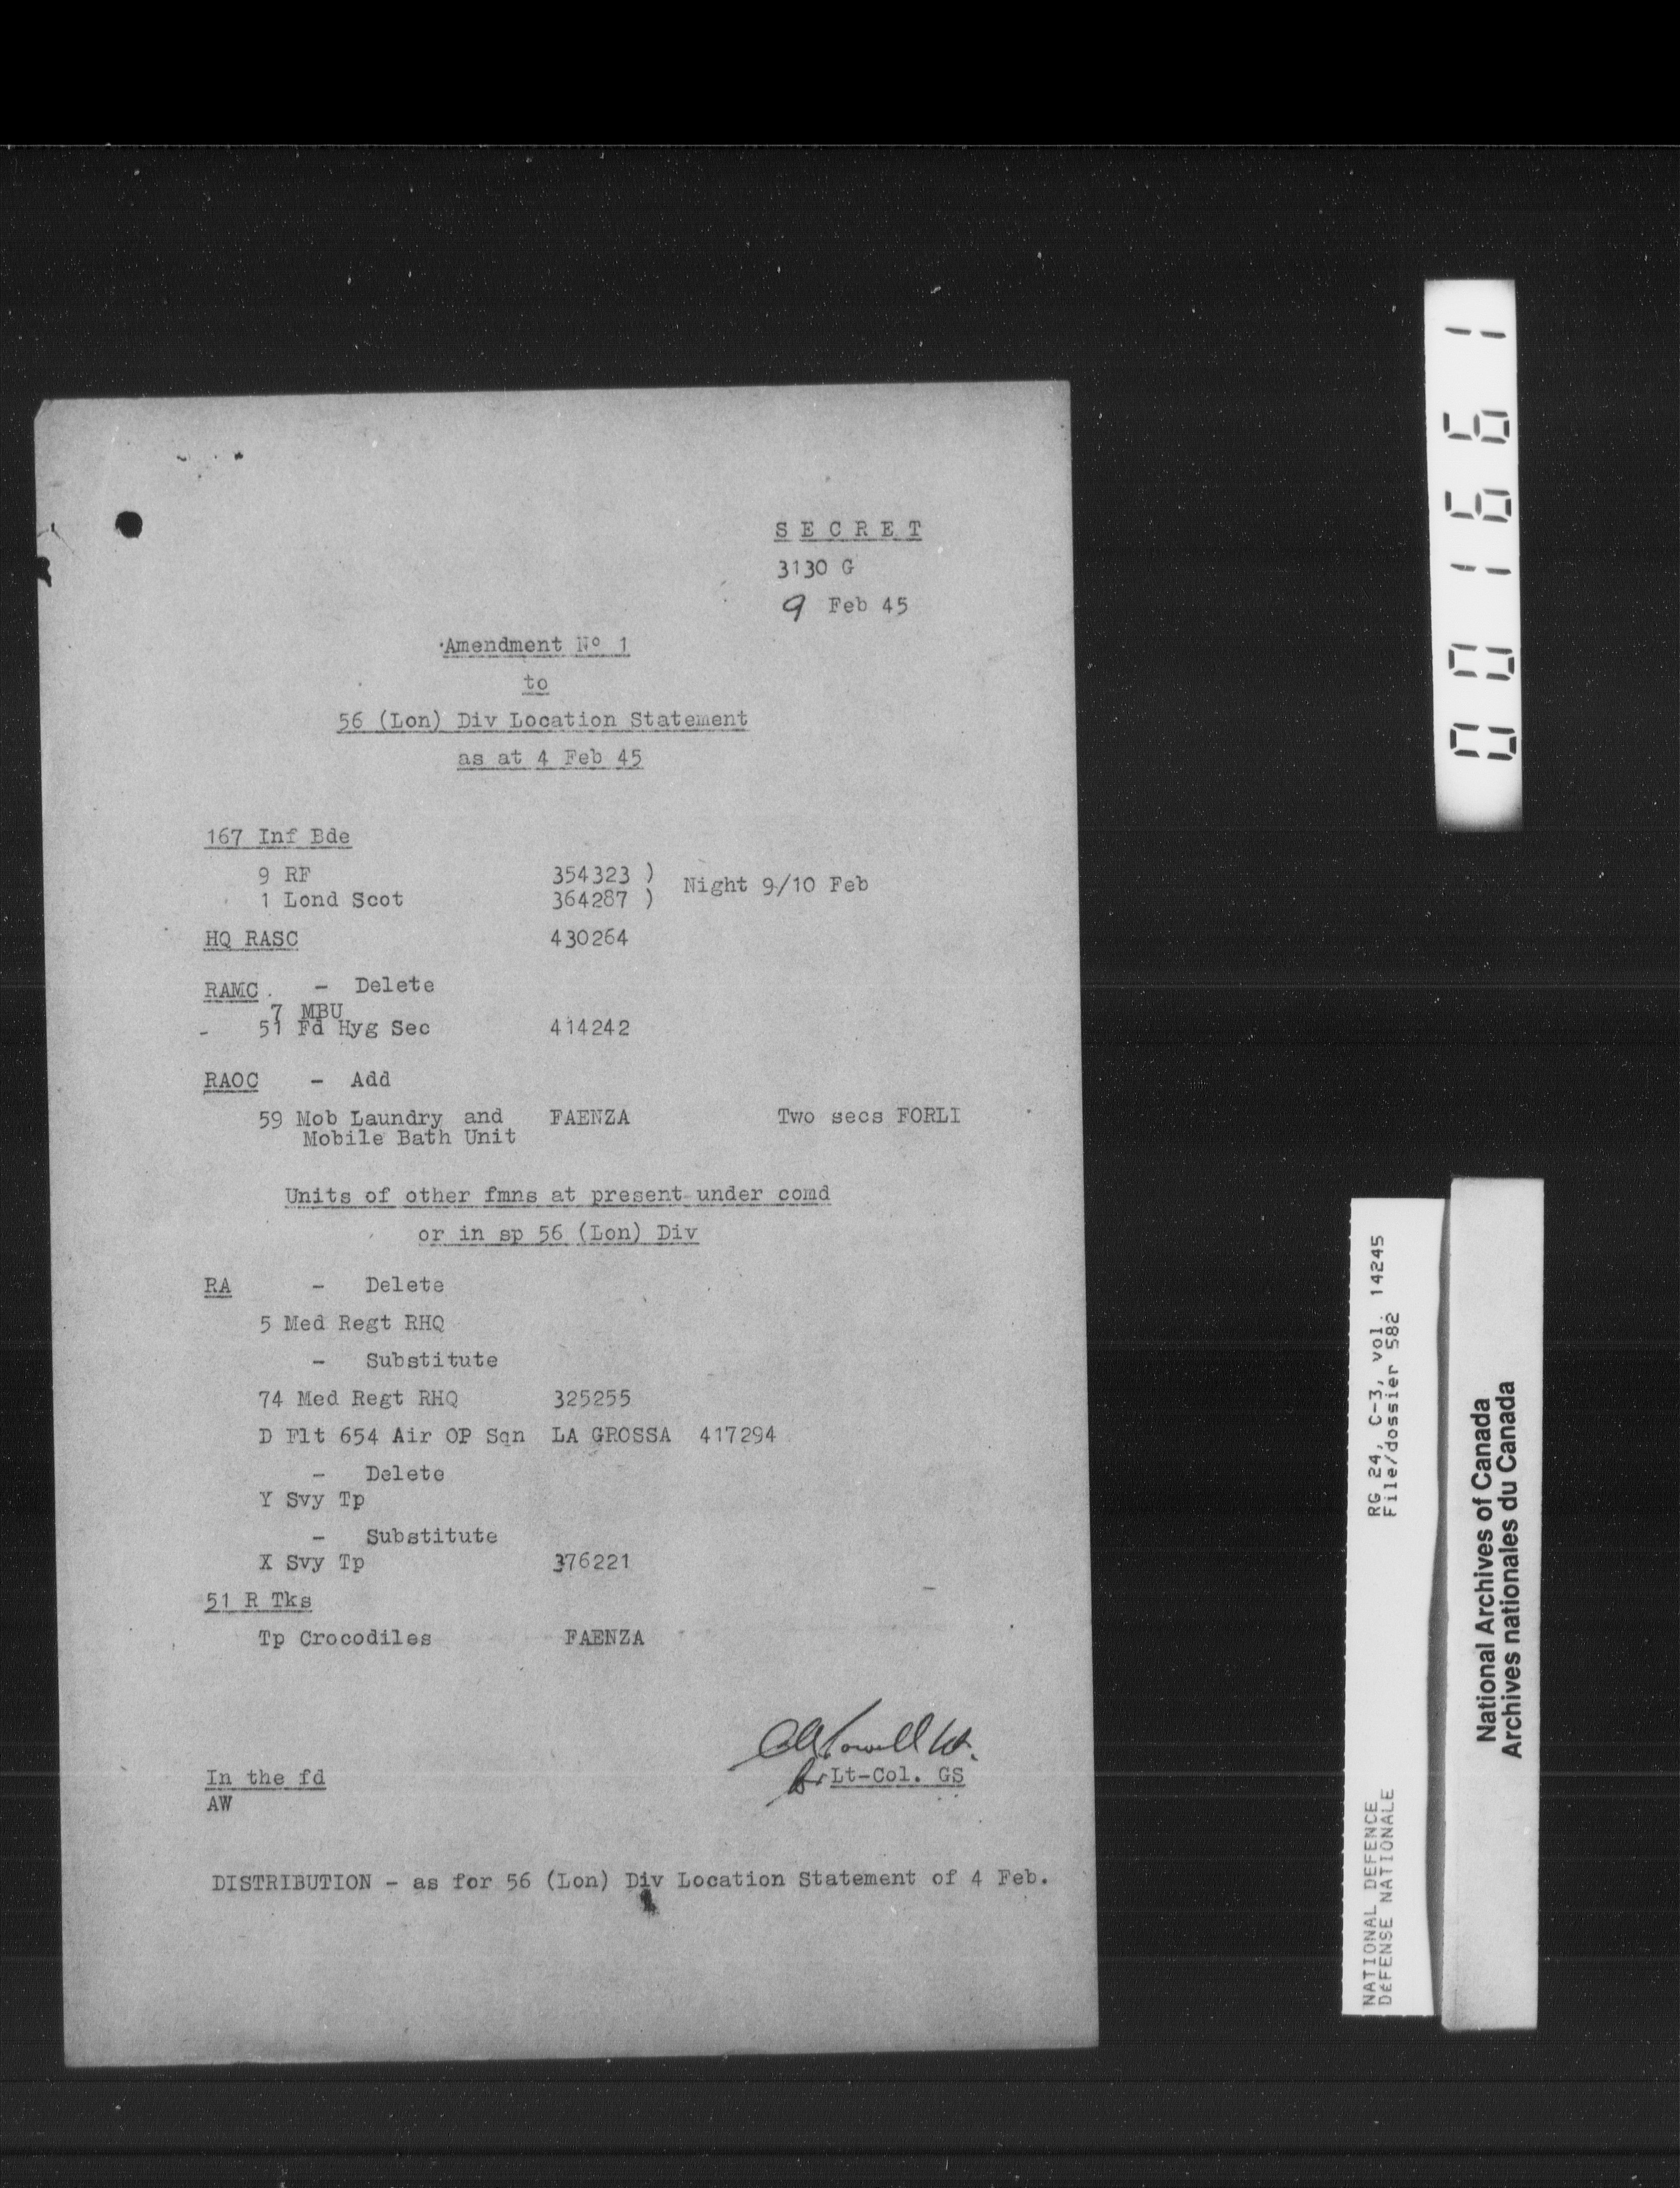 S E C R E T
3130 G
9 Feb 45
Amendment Nº 1
to
56 (Lon) Div Location Statement
as at 4 Feb 45
167 Inf Bde
9 RF 354323 )
Night 9/10 Feb
1 Lond Scot 364287 )
HQ RASC 430264
RAMC. - Delete
7 MBU
- 51 Fd Hyg Sec 414242
RAOC - Add
59 Mob Laundry and FAENZA Two secs FORLI
Mobile Bath Unit
Units of other fmns at present under comd
or in sp 56 (Lon) Div
RA - Delete
5 Med Regt RHQ
- Substitute
74 Med Regt RHQ 325255
D Flt 654 Air OP Sqn LA GROSSA 417294
- Delete
Y Svy Tp
- Substitute
X Svy Tp 376221
51 R Tks
Tp Crocodiles FAENZA
In the fd
for Lt-Col. GS
AW
DISTRIBUTION - as for 56 (Lon) Div Location Statement of 4 Feb.
001661
NATIONAL DEFENCE RG 24, C-3, vol. 14245
DéFENSE NATIONALE File/dossier 582
National Archives of Canada
Archives nationales du Canada